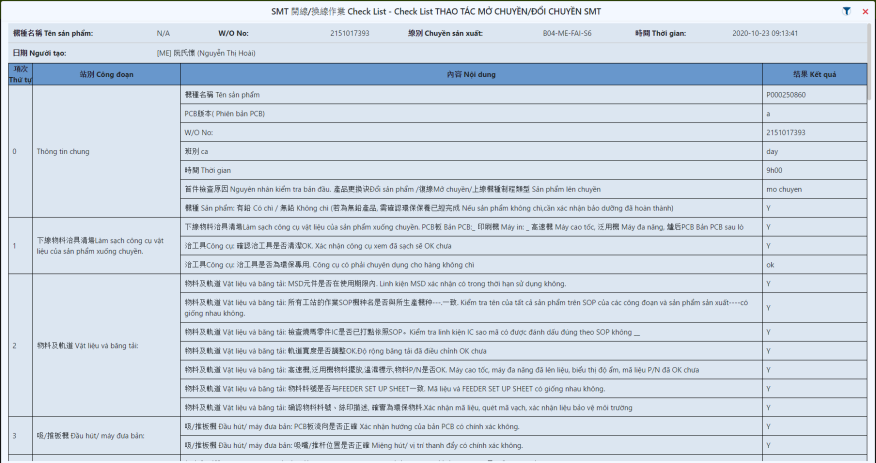 SMT 開線/換線作業 Check List - Check List THAO TÁC MỞ CHUYỀN/ĐỔI CHUYỀN SMT
機種名稱 Tên sản phẩm: N/A W/O No: 2151017393 線別 Chuyền sản xuất: B04-ME-FAI-S6 時間 Thời gian: 2020-10-23 09:13:41
日期 Người tạo: [ME] 阮氏懷 (Nguyễn Thị Hoài)
項次 Thứ tự 站別 Công đoạn 內容 Nội dung 结果 Kết quả
機種名稱 Tên sản phẩm P000250860
PCB版本( Phiên bản PCB) a
W/O No: 2151017393
0 Thông tin chung 班別 ca day
時間 Thời gian 9h00
首件檢查原因 Nguyên nhân kiểm tra bản đầu. 產品更換Đổi sản phẩm /復線Mở chuyền/上線機種制程類型 Sản phẩm lên chuyền mo chuyen
機種 Sản phẩm: 有鉛 Có chì / 無鉛 Không chì (若為無鉛產品, 需確認環保保養已經完成 Nếu sản phẩm không chì,cần xác nhận bảo dưỡng đã hoàn thành) Y
下線物料治具清場Làm sạch công cụ vật liệu của sản phẩm xuống chuyền. PCB板 Bản PCB:_ 印刷機 Máy in: _ 高速機 Máy cao tốc, 泛用機 Máy đa năng, 爐后PCB Bản PCB sau lò Y
1 下線物料治具清場Làm sạch công cụ vật liệu của sản phẩm xuống chuyền. 治工具Công cụ: 確認治工具是否清潔OK. Xác nhận công cụ xem đã sạch sẽ OK chưa Y
治工具Công cụ: 治工具是否為環保專用. Công cụ có phải chuyên dụng cho hàng không chì ok
物料及軌道 Vật liệu và băng tải: MSD元件是否在使用期限內. Linh kiện MSD xác nhận có trong thời hạn sử dụng không. Y
物料及軌道 Vật liệu và băng tải: 所有工站的作業SOP機种名是否與所生產機种---.一致. Kiểm tra tên của tất cả sản phẩm trên SOP của các công đoạn và sản phẩm sản xuất----có giống nhau không. Y
物料及軌道 Vật liệu và băng tải: 檢查燒馬零件IC是否已打點依照SOP。Kiểm tra linh kiện IC sao mã có được đánh dấu đúng theo SOP không __ Y
2 物料及軌道 Vật liệu và băng tải: 物料及軌道 Vật liệu và băng tải: 軌道寬度是否調整OK.Độ rộng băng tải đã điều chỉnh OK chưa Y
物料及軌道 Vật liệu và băng tải: 高速機,泛用機物料擺放,溫濕標示,物料P/N是否OK. Máy cao tốc, máy đa năng đã lên liệu, biểu thị độ ẩm, mã liệu P/N đã OK chưa Y
物料及軌道 Vật liệu và băng tải: 物料料號是否与FEEDER SET UP SHEET一致. Mã liệu và FEEDER SET UP SHEET có giống nhau không. Y
物料及軌道 Vật liệu và băng tải: 確認物料料號、絲印描述, 確實為環保物料.Xác nhận mã liệu, quét mã vạch, xác nhận liệu bảo vệ môi trường Y
3 吸/推板機 Đầu hút/ máy đưa bản: 吸/推板機 Đầu hút/ máy đưa bản: PCB板流向是否正確 Xác nhận hướng của bản PCB có chính xác không. Y
吸/推板機 Đầu hút/ máy đưa bản: 吸嘴/推杆位置是否正確 Miệng hút/ vị trí thanh đẩy có chính xác không. Y